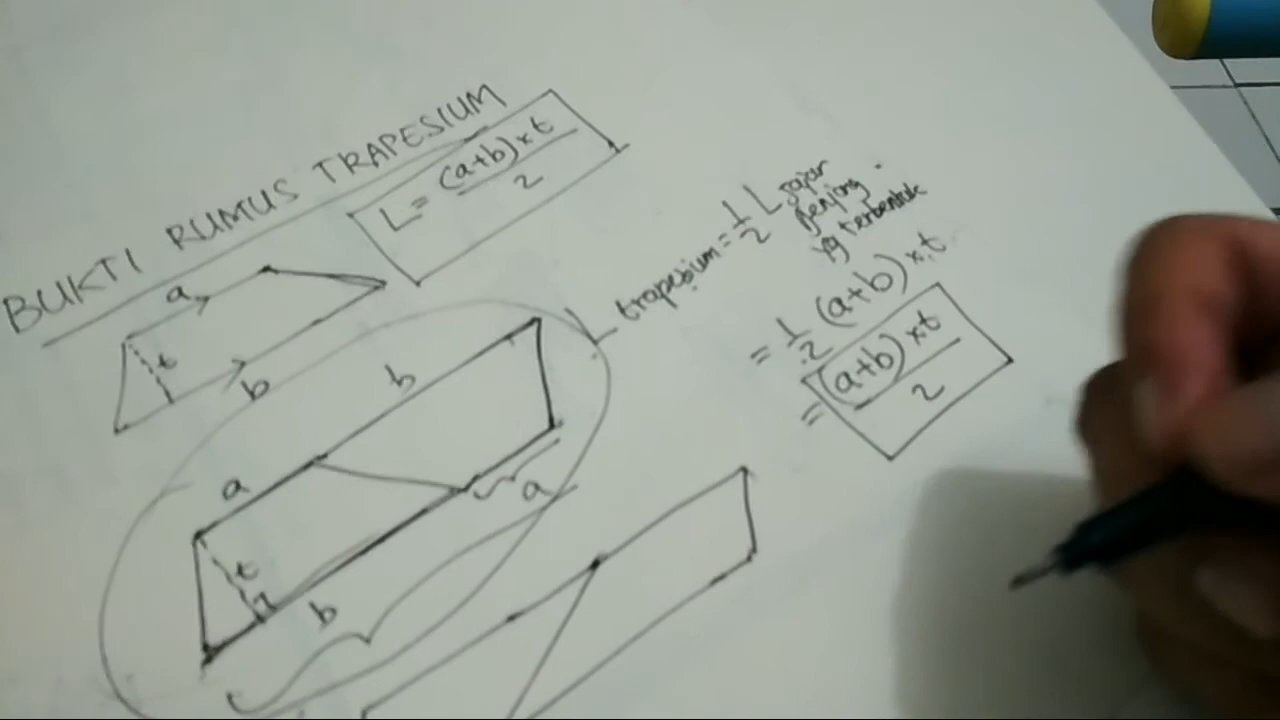 BUKTI RUMUS TRAPESIUM
L = (a+b) × t
2
a
t
b
b
a
a
t
b
L trapesium = 1/2 L jajar
genjang
yg terbentuk
= 1/2 (a+b) × t
= (a+b) × t
2